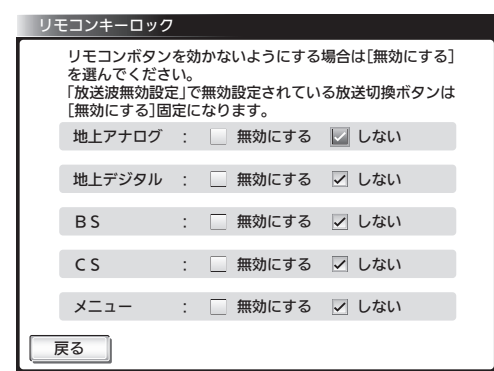 リモコンキーロック
リモコンボタンを効かないようにする場合は[無効にする]
を選んでください。
「放送波無効設定」で無効設定されている放送切換ボタンは
[無効にする]固定になります。
地上アナログ : 無効にする しない
地上デジタル : 無効にする しない
BS : 無効にする しない
CS : 無効にする しない
メニュー : 無効にする しない
戻る